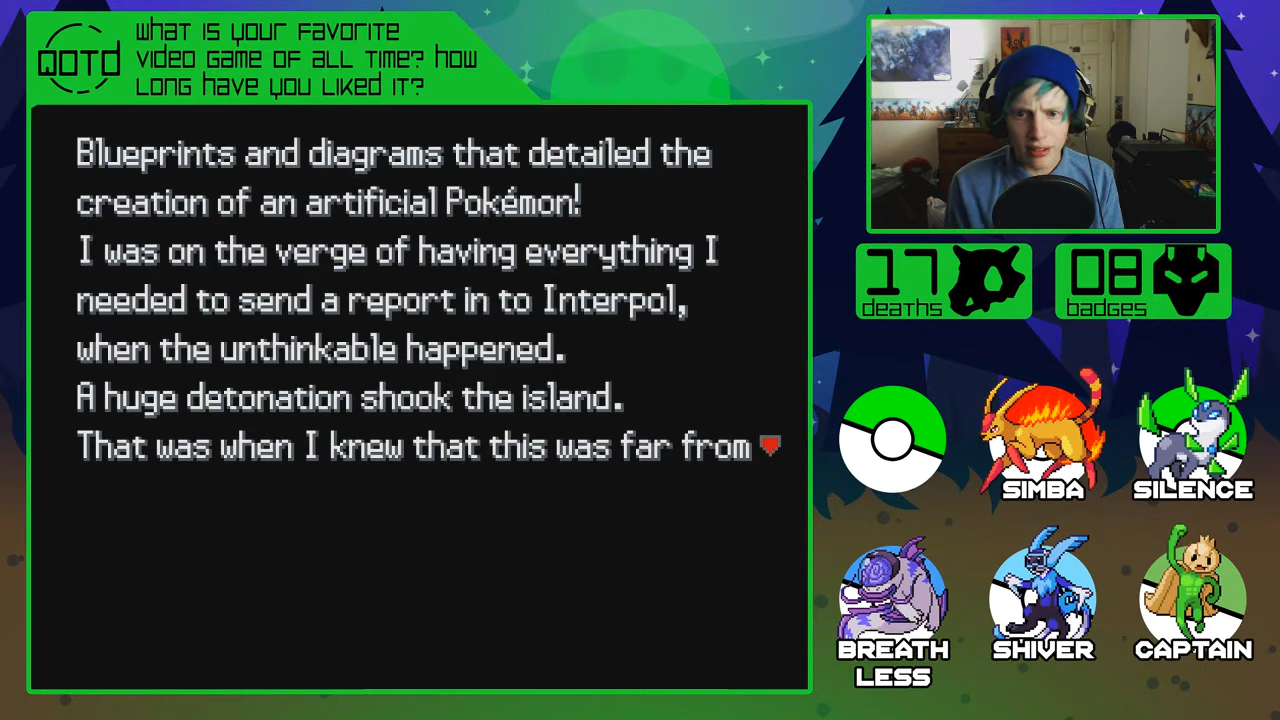 QOTD
WHAT IS YOUR FAVORITE
VIDEO GAME OF ALL TIME? HOW
LONG HAVE YOU LIKED IT?
Blueprints and diagrams that detailed the
creation of an artificial Pokémon!
I was on the verge of having everything I
needed to send a report in to Interpol,
when the unthinkable happened.
A huge detonation shook the island.
That was when I knew that this was far from
17
deaths
08
badges
SIMBA
SILENCE
BREATH
LESS
SHIVER
CAPTAIN